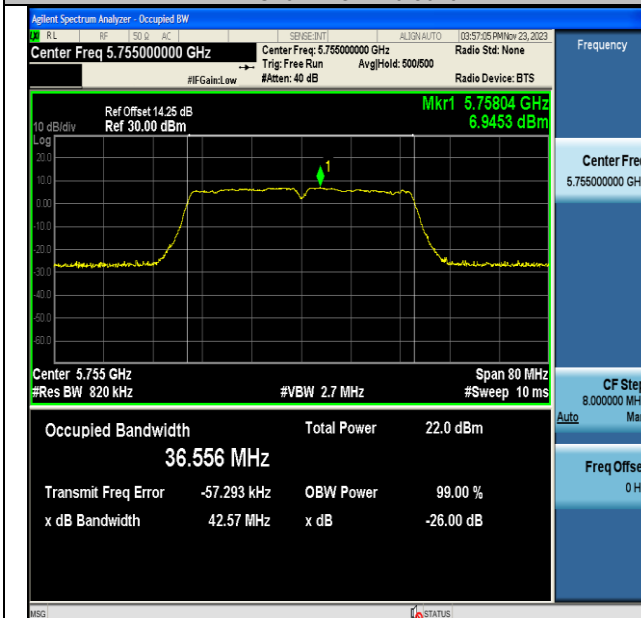 Agilent Spectrum Analyzer - Occupied BW
LXI RL RF 50 Ω AC SENSE:INT ALIGN AUTO 03:57:05 PM Nov 23, 2023
Center Freq 5.755000000 GHz
Center Freq: 5.755000000 GHz Radio Std: None
Trig: Free Run Avg|Hold: 500/500
#IFGain:Low #Atten: 40 dB Radio Device: BTS
Frequency
Ref Offset 14.25 dB Mkr1 5.75804 GHz
10 dB/div Ref 30.00 dBm 6.9453 dBm
Log
20.0
10.0
0.00
-10.0
-20.0
-30.0
-40.0
-50.0
-60.0
1
Center Fre
5.755000000 GH
Center 5.755 GHz Span 80 MHz
#Res BW 820 kHz #VBW 2.7 MHz #Sweep 10 ms
CF Step
8.000000 MH
Auto Ma
Occupied Bandwidth Total Power 22.0 dBm
36.556 MHz
Transmit Freq Error -57.293 kHz OBW Power 99.00 %
x dB Bandwidth 42.57 MHz x dB -26.00 dB
Freq Offse
0 H
MSG STATUS